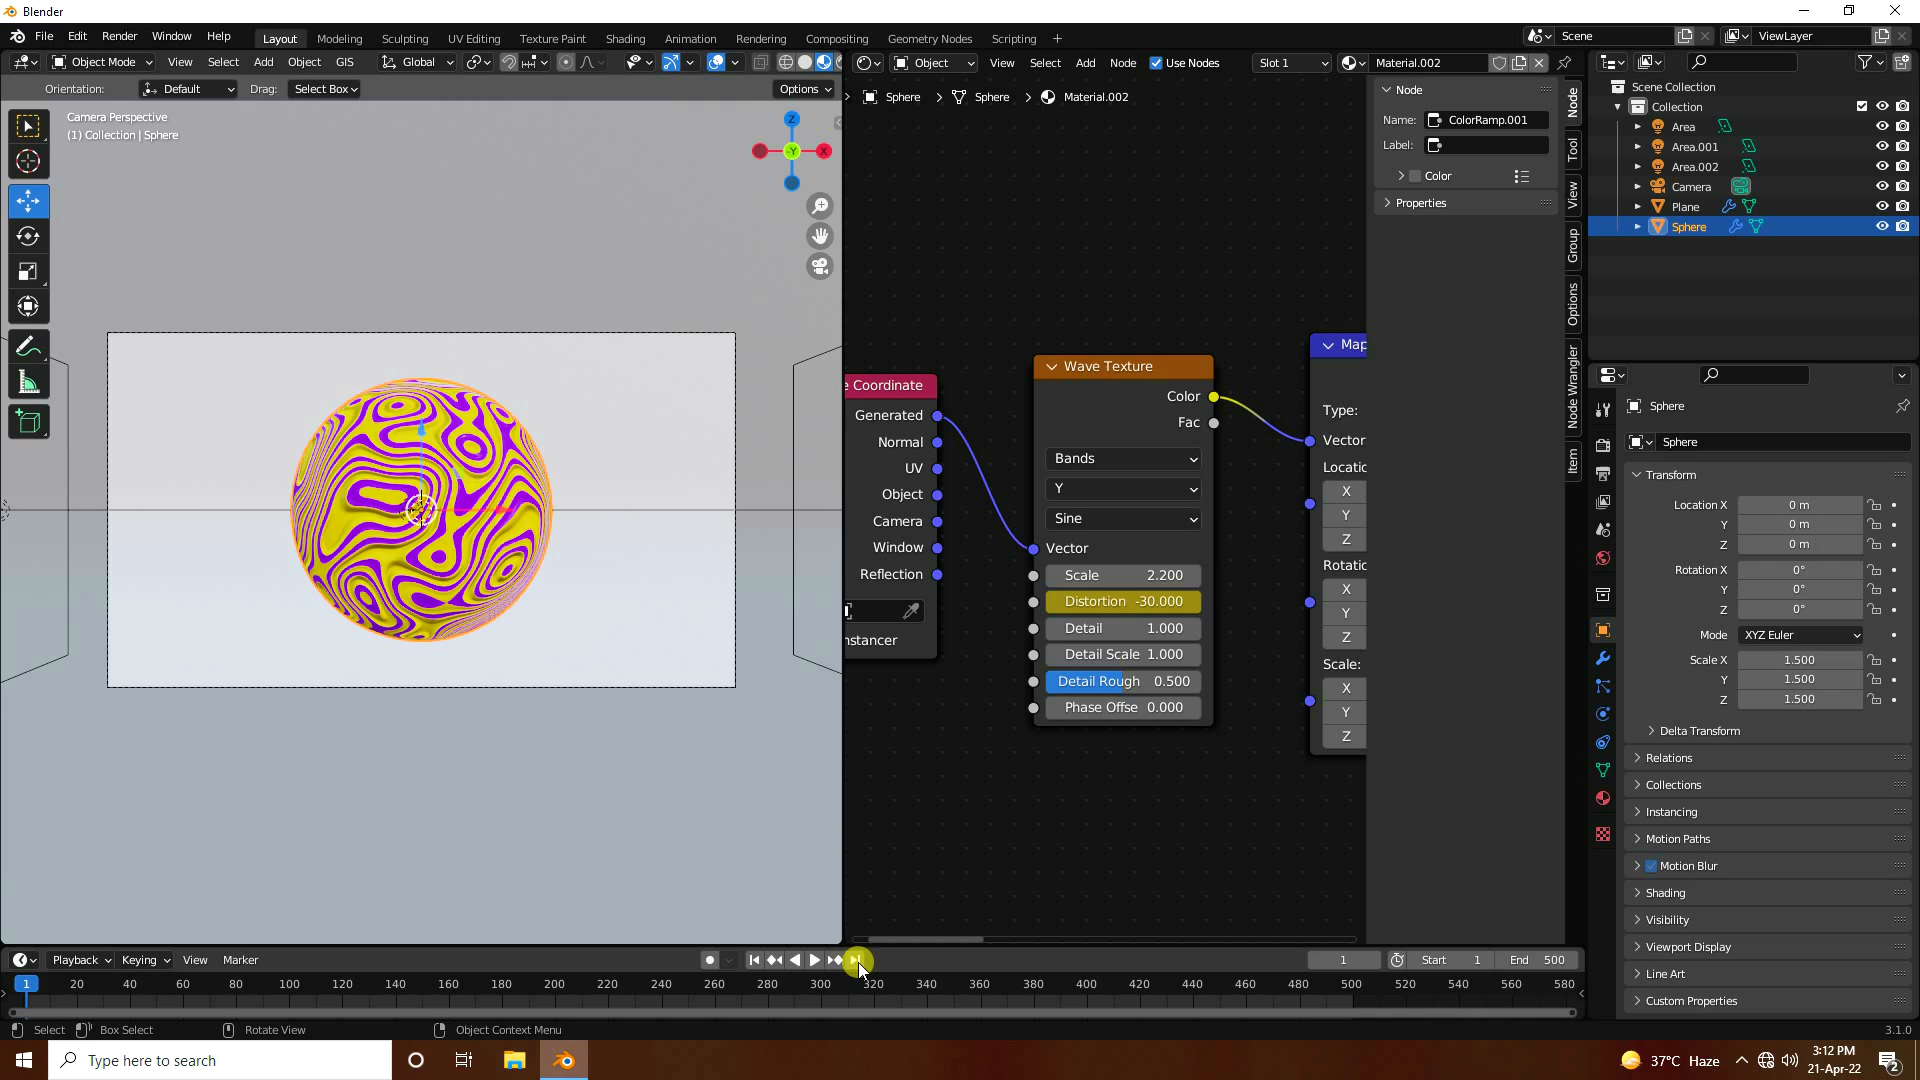 Blender
File Edit Render Window Help Layout Modeling Sculpting UV Editing Texture Paint Shading Animation Rendering Compositing Geometry Nodes Scripting + Scene ViewLayer
Object Mode View Select Add Object GIS Global Object View Select Add Node Use Nodes Slot 1 Material.002
Orientation: Default Drag: Select Box Options
Sphere > Sphere > Material.002
Camera Perspective
(1) Collection | Sphere
Z
-Y
X
e Coordinate
Generated
Normal
UV
Object
Camera
Window
Reflection
nstancer
Wave Texture
Color
Fac
Bands
Y
Sine
Vector
Scale 2.200
Distortion -30.000
Detail 1.000
Detail Scale 1.000
Detail Rough 0.500
Phase Offse 0.000
Map
Type:
Vector
Locatic
X
Y
Z
Rotatic
X
Y
Z
Scale:
X
Y
Z
Node
Name: ColorRamp.001
Label:
Color
Properties
Node
Tool
View
Group
Options
Node Wrangler
Item
Scene Collection
Collection
Area
Area.001
Area.002
Camera
Plane
Sphere
Sphere
Sphere
Transform
Location X 0 m
Y 0 m
Z 0 m
Rotation X 0°
Y 0°
Z 0°
Mode XYZ Euler
Scale X 1.500
Y 1.500
Z 1.500
Delta Transform
Relations
Collections
Instancing
Motion Paths
Motion Blur
Shading
Visibility
Viewport Display
Line Art
Custom Properties
Playback Keying View Marker 1 Start 1 End 500
1 20 40 60 80 100 120 140 160 180 200 220 240 260 280 300 320 340 360 380 400 420 440 460 480 500 520 540 560 580
Select Box Select Rotate View Object Context Menu 3.1.0
Type here to search
37°C Haze
3:12 PM
21-Apr-22
2